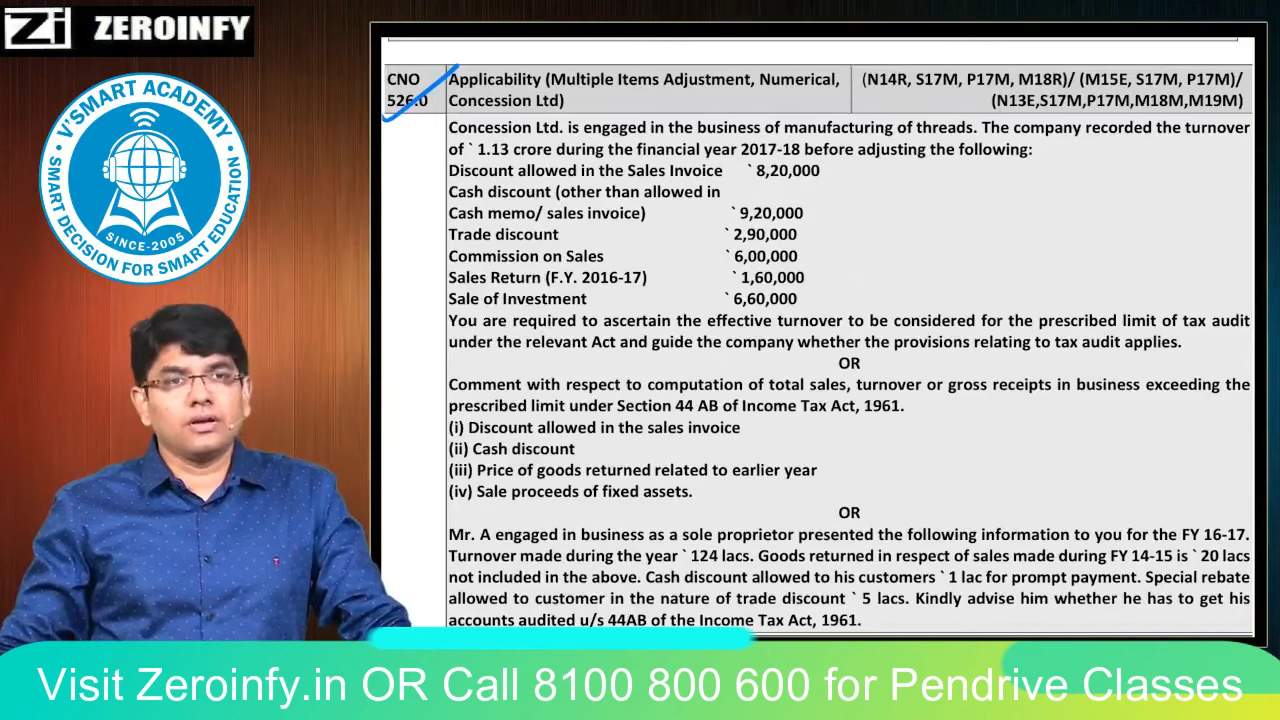 Zi ZEROINFY
V'SMART ACADEMY
SINCE-2005
• SMART DECISION FOR SMART EDUCATION •
CNO 526.0
Applicability (Multiple Items Adjustment, Numerical, Concession Ltd)
(N14R, S17M, P17M, M18R)/ (M15E, S17M, P17M)/
(N13E,S17M,P17M,M18M,M19M)
Concession Ltd. is engaged in the business of manufacturing of threads. The company recorded the turnover
of ` 1.13 crore during the financial year 2017-18 before adjusting the following:
Discount allowed in the Sales Invoice ` 8,20,000
Cash discount (other than allowed in
Cash memo/ sales invoice) ` 9,20,000
Trade discount ` 2,90,000
Commission on Sales ` 6,00,000
Sales Return (F.Y. 2016-17) ` 1,60,000
Sale of Investment ` 6,60,000
You are required to ascertain the effective turnover to be considered for the prescribed limit of tax audit
under the relevant Act and guide the company whether the provisions relating to tax audit applies.
OR
Comment with respect to computation of total sales, turnover or gross receipts in business exceeding the
prescribed limit under Section 44 AB of Income Tax Act, 1961.
(i) Discount allowed in the sales invoice
(ii) Cash discount
(iii) Price of goods returned related to earlier year
(iv) Sale proceeds of fixed assets.
OR
Mr. A engaged in business as a sole proprietor presented the following information to you for the FY 16-17.
Turnover made during the year ` 124 lacs. Goods returned in respect of sales made during FY 14-15 is ` 20 lacs
not included in the above. Cash discount allowed to his customers ` 1 lac for prompt payment. Special rebate
allowed to customer in the nature of trade discount ` 5 lacs. Kindly advise him whether he has to get his
accounts audited u/s 44AB of the Income Tax Act, 1961.
Visit Zeroinfy.in OR Call 8100 800 600 for Pendrive Classes